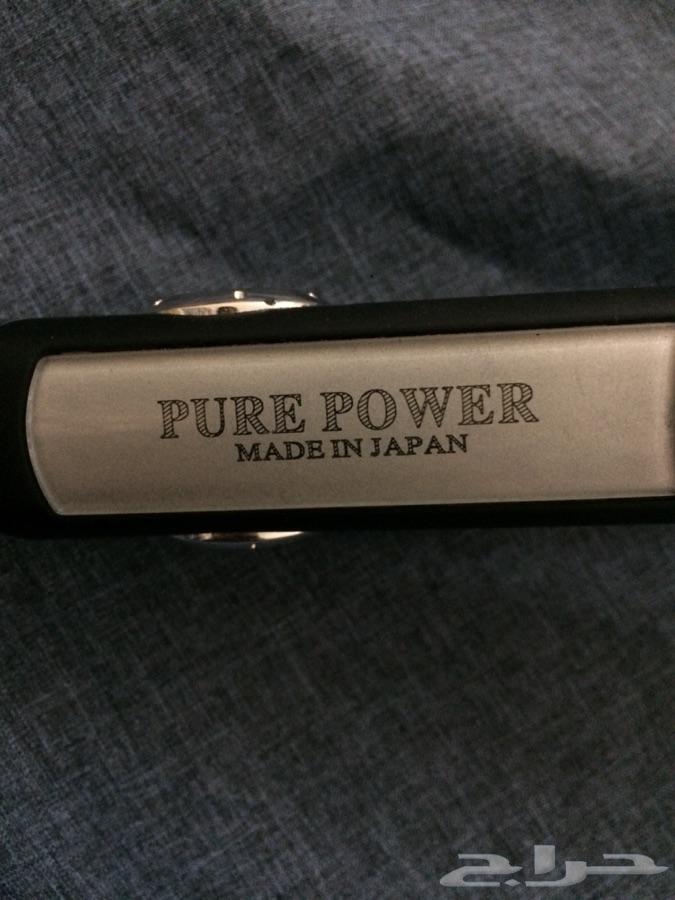 PURE POWER
MADE IN JAPAN
حراج